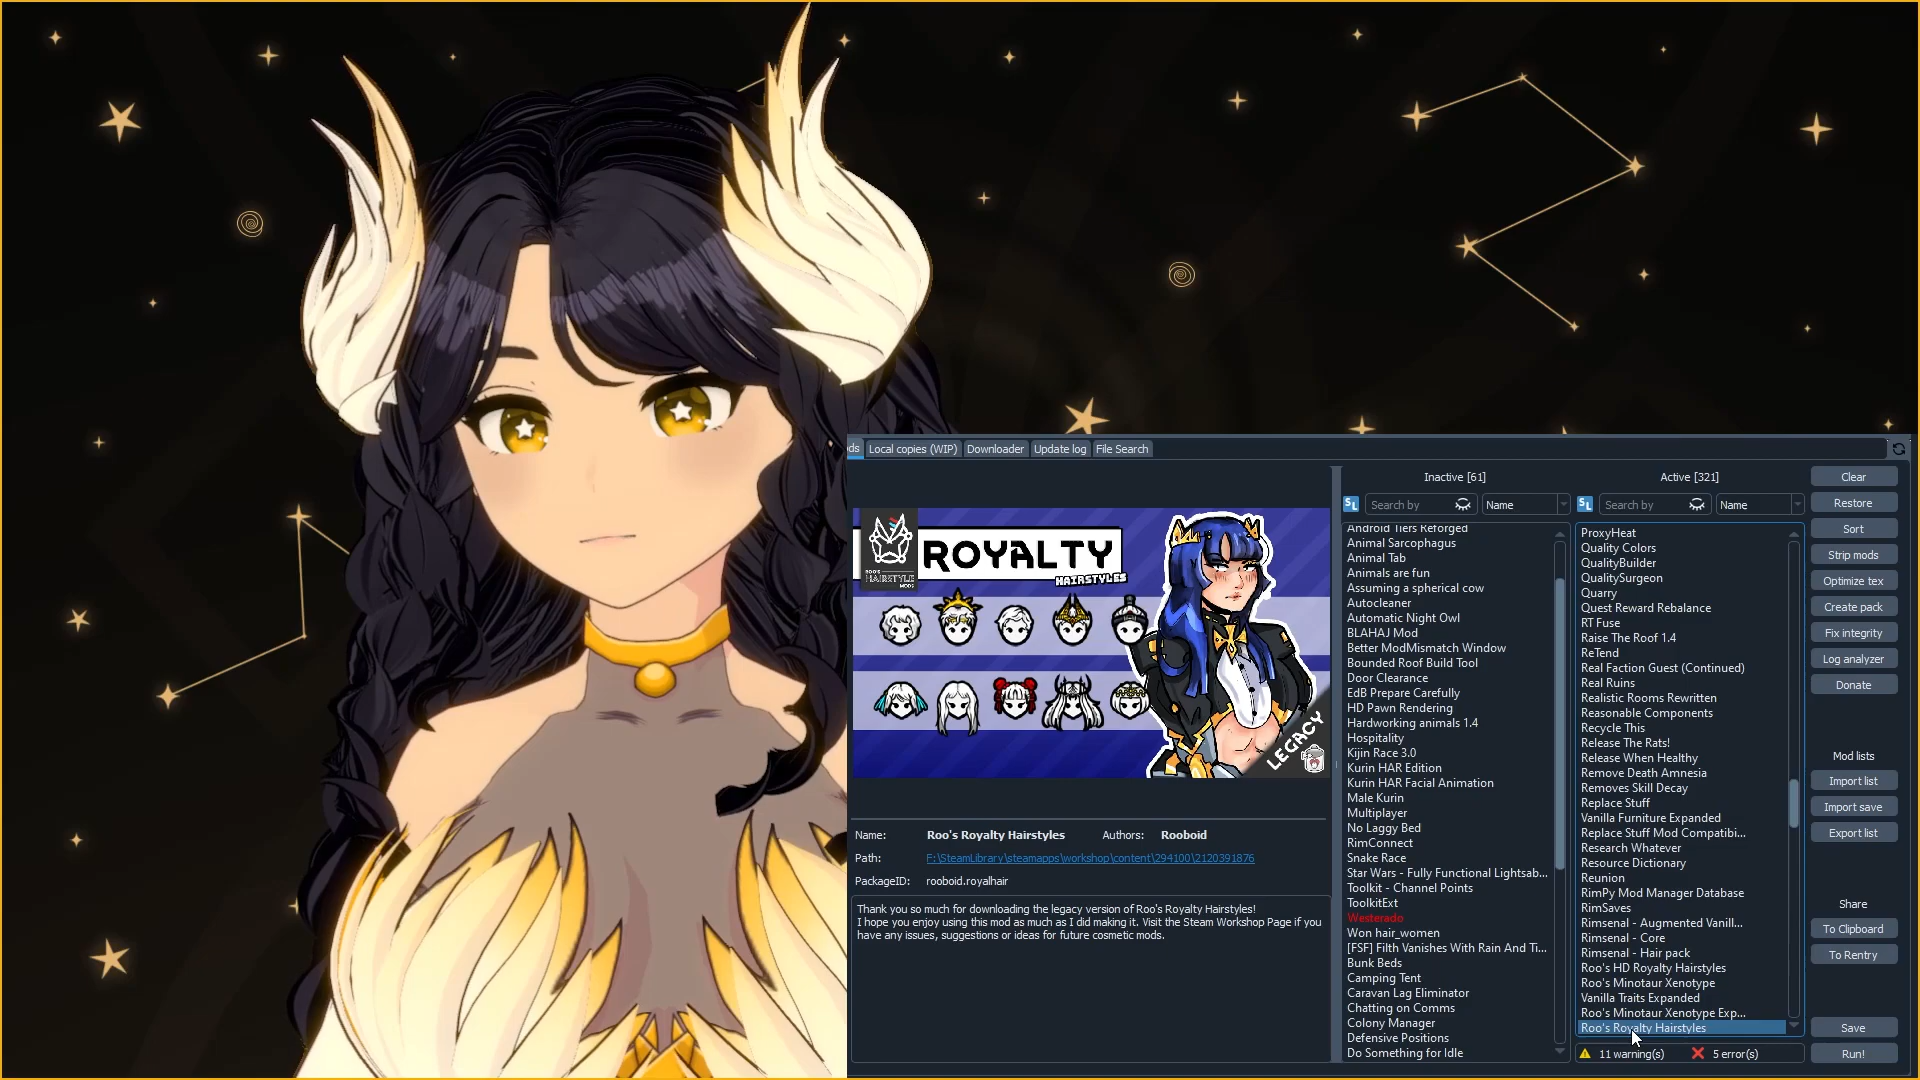 ds
Local copies (WIP)
Downloader
Update log
File Search
Inactive [61]
Active [321]
Search by
Name
Search by
Name
ROO'S
HAIRSTYLE
MODS
ROYALTY
HAIRSTYLES
LEGACY
Name:
Roo's Royalty Hairstyles
Authors:
Rooboid
Path:
F:\SteamLibrary\steamapps\workshop\content\294100\2120391876
PackageID:
rooboid.royalhair
Thank you so much for downloading the legacy version of Roo's Royalty Hairstyles!
I hope you enjoy using this mod as much as I did making it. Visit the Steam Workshop Page if you
have any issues, suggestions or ideas for future cosmetic mods.
Android Tiers Reforged
Animal Sarcophagus
Animal Tab
Animals are fun
Assuming a spherical cow
Autocleaner
Automatic Night Owl
BLAHAJ Mod
Better ModMismatch Window
Bounded Roof Build Tool
Door Clearance
EdB Prepare Carefully
HD Pawn Rendering
Hardworking animals 1.4
Hospitality
Kijin Race 3.0
Kurin HAR Edition
Kurin HAR Facial Animation
Male Kurin
Multiplayer
No Laggy Bed
RimConnect
Snake Race
Star Wars - Fully Functional Lightsab...
Toolkit - Channel Points
ToolkitExt
Westerado
Won hair_women
[FSF] Filth Vanishes With Rain And Ti...
Bunk Beds
Camping Tent
Caravan Lag Eliminator
Chatting on Comms
Colony Manager
Defensive Positions
Do Something for Idle
ProxyHeat
Quality Colors
QualityBuilder
QualitySurgeon
Quarry
Quest Reward Rebalance
RT Fuse
Raise The Roof 1.4
ReTend
Real Faction Guest (Continued)
Real Ruins
Realistic Rooms Rewritten
Reasonable Components
Recycle This
Release The Rats!
Release When Healthy
Remove Death Amnesia
Removes Skill Decay
Replace Stuff
Vanilla Furniture Expanded
Replace Stuff Mod Compatibi...
Research Whatever
Resource Dictionary
Reunion
RimPy Mod Manager Database
RimSaves
Rimsenal - Augmented Vanill...
Rimsenal - Core
Rimsenal - Hair pack
Roo's HD Royalty Hairstyles
Roo's Minotaur Xenotype
Vanilla Traits Expanded
Roo's Minotaur Xenotype Exp...
Roo's Royalty Hairstyles
11 warning(s)
5 error(s)
Clear
Restore
Sort
Strip mods
Optimize tex
Create pack
Fix integrity
Log analyzer
Donate
Mod lists
Import list
Import save
Export list
Share
To Clipboard
To Rentry
Save
Run!